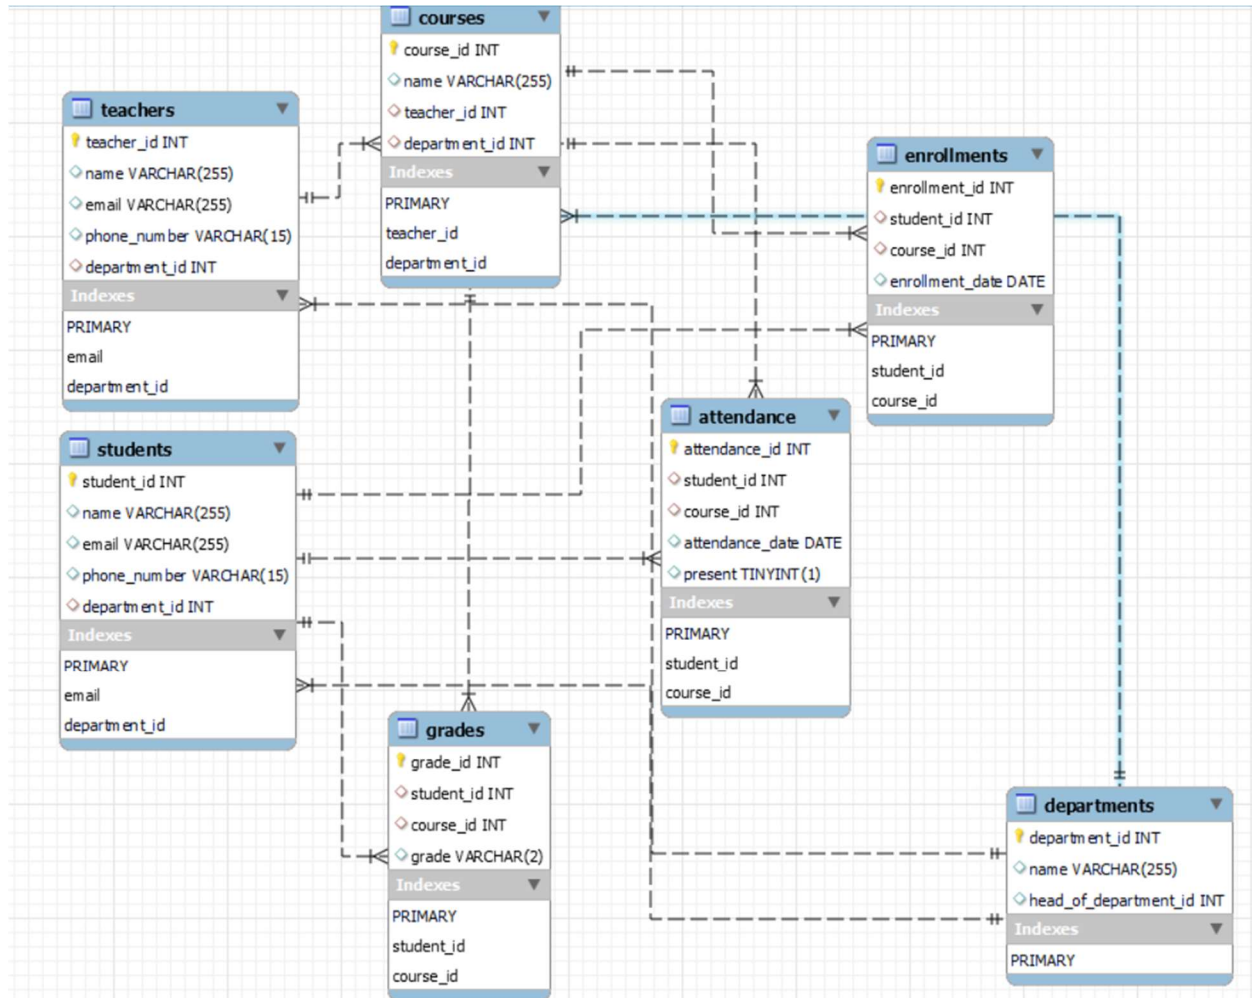 courses
course_id INT
name VARCHAR(255)
teacher_id INT
department_id INT
Indexes
PRIMARY
teacher_id
department_id
teachers
teacher_id INT
name VARCHAR(255)
email VARCHAR(255)
phone_number VARCHAR(15)
department_id INT
Indexes
PRIMARY
email
department_id
enrollments
enrollment_id INT
student_id INT
course_id INT
enrollment_date DATE
Indexes
PRIMARY
student_id
course_id
attendance
attendance_id INT
student_id INT
course_id INT
attendance_date DATE
present TINYINT(1)
Indexes
PRIMARY
student_id
course_id
students
student_id INT
name VARCHAR(255)
email VARCHAR(255)
phone_number VARCHAR(15)
department_id INT
Indexes
PRIMARY
email
department_id
grades
grade_id INT
student_id INT
course_id INT
grade VARCHAR(2)
Indexes
PRIMARY
student_id
course_id
departments
department_id INT
name VARCHAR(255)
head_of_department_id INT
Indexes
PRIMARY